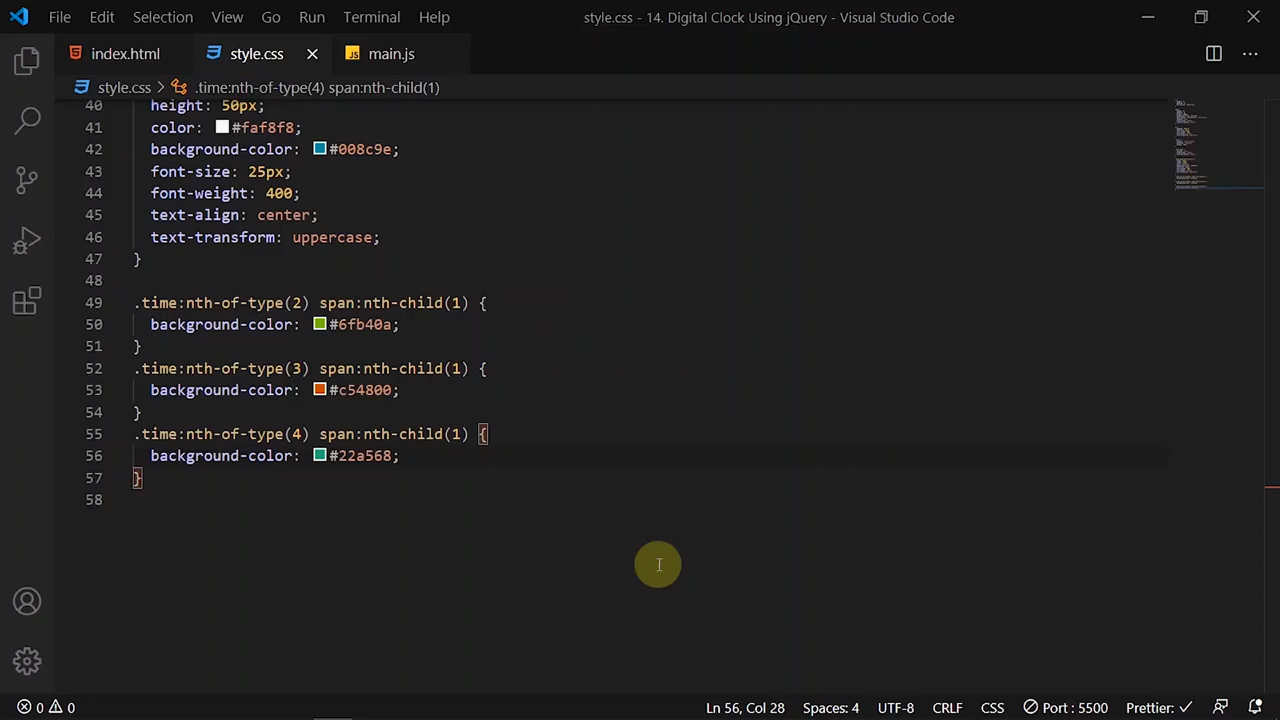 File Edit Selection View Go Run Terminal Help style.css - 14. Digital Clock Using jQuery - Visual Studio Code
index.html style.css JS main.js
style.css > .time:nth-of-type(4) span:nth-child(1)
40 height: 50px;
41 color: #faf8f8;
42 background-color: #008c9e;
43 font-size: 25px;
44 font-weight: 400;
45 text-align: center;
46 text-transform: uppercase;
47 }
48
49 .time:nth-of-type(2) span:nth-child(1) {
50 background-color: #6fb40a;
51 }
52 .time:nth-of-type(3) span:nth-child(1) {
53 background-color: #c54800;
54 }
55 .time:nth-of-type(4) span:nth-child(1) {
56 background-color: #22a568;
57 }
58
0 0 Ln 56, Col 28 Spaces: 4 UTF-8 CRLF CSS Port : 5500 Prettier: ✓